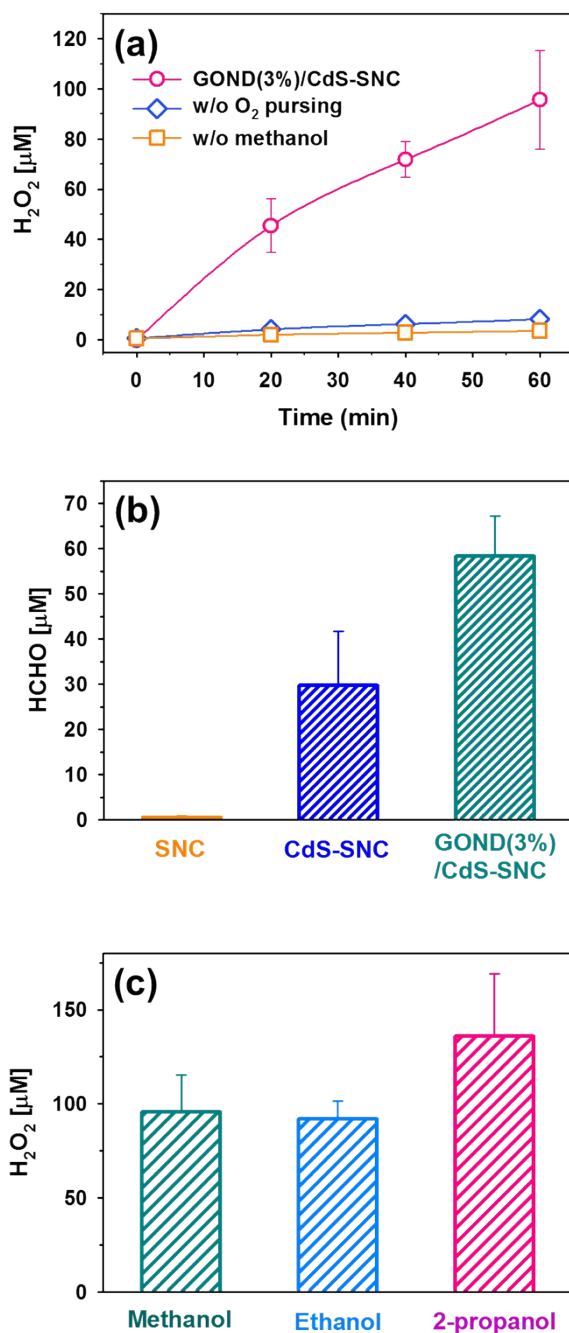 (a)
GOND(3%)/CdS-SNC
w/o O₂ pursing
w/o methanol
H₂O₂ [μM]
120
100
80
60
40
20
0
0 10 20 30 40 50 60
Time (min)
(b)
HCHO [μM]
70
60
50
40
30
20
10
0
SNC
CdS-SNC
GOND(3%)
/CdS-SNC
(c)
H₂O₂ [μM]
150
100
50
0
Methanol
Ethanol
2-propanol